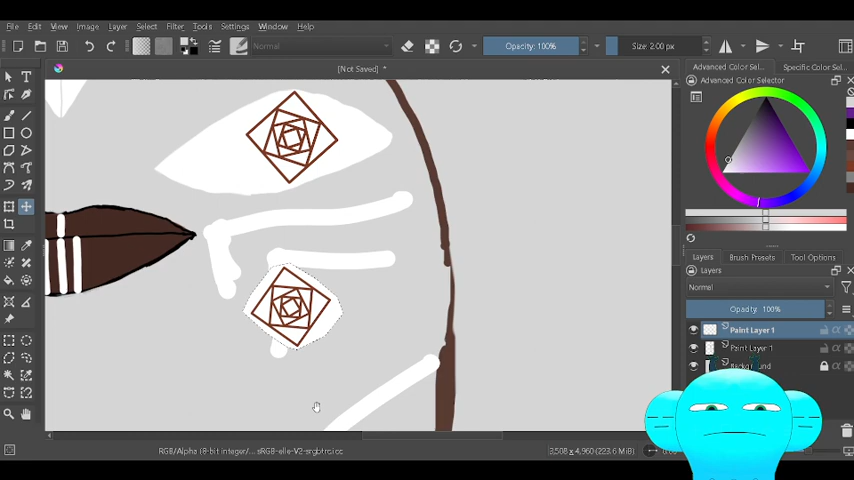 File Edit View Image Layer Select Filter Tools Settings Window Help
Normal Opacity: 100% Size: 2.00 px
[Not Saved] *
Advanced Color Sel... Specific Color Sel...
Advanced Color Selector
Layers Brush Presets Tool Options
Layers
Normal
Opacity: 100%
Paint Layer 1
Paint Layer 1
Background
RGB/Alpha (8-bit integer/... sRGB-elle-V2-srgbtrc.icc 3,508 x 4,960 (223.6 MiB)